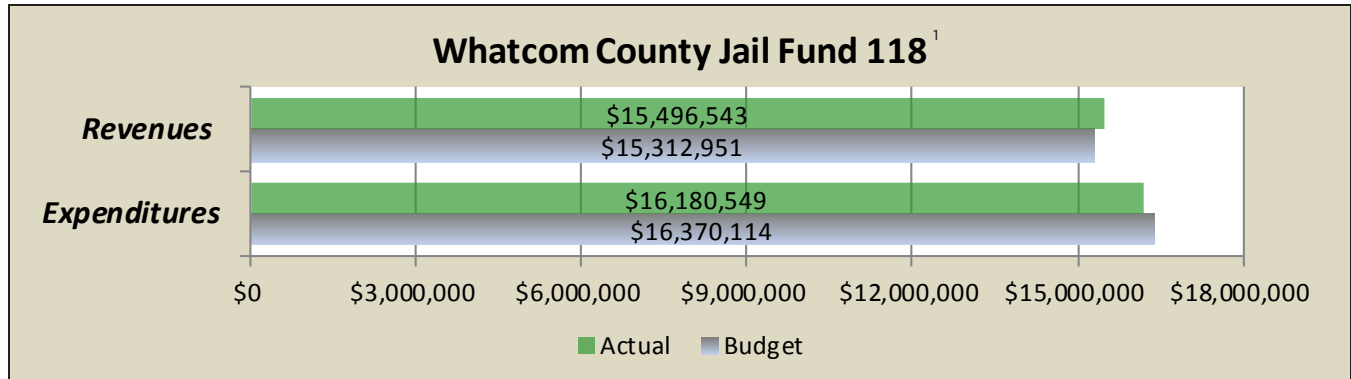 Whatcom County Jail Fund 118 1
Revenues
$15,496,543
$15,312,951
Expenditures
$16,180,549
$16,370,114
$0 $3,000,000 $6,000,000 $9,000,000 $12,000,000 $15,000,000 $18,000,000
Actual Budget